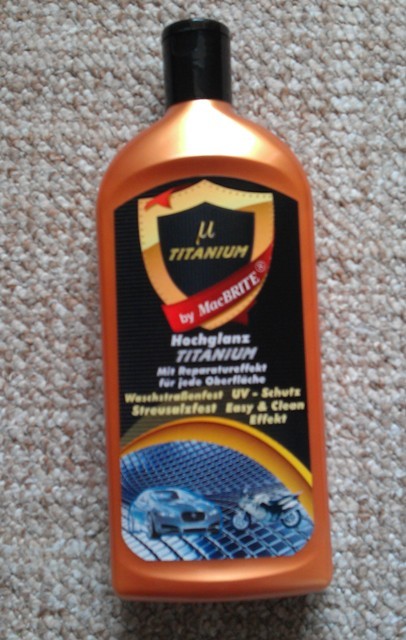 µ
TITANIUM
by MacBRITE®
Hochglanz
TITANIUM
Mit Reparatureffekt
für jede Oberfläche
Waschstraßenfest UV - Schutz
Streusalzfest Easy & Clean
Effekt